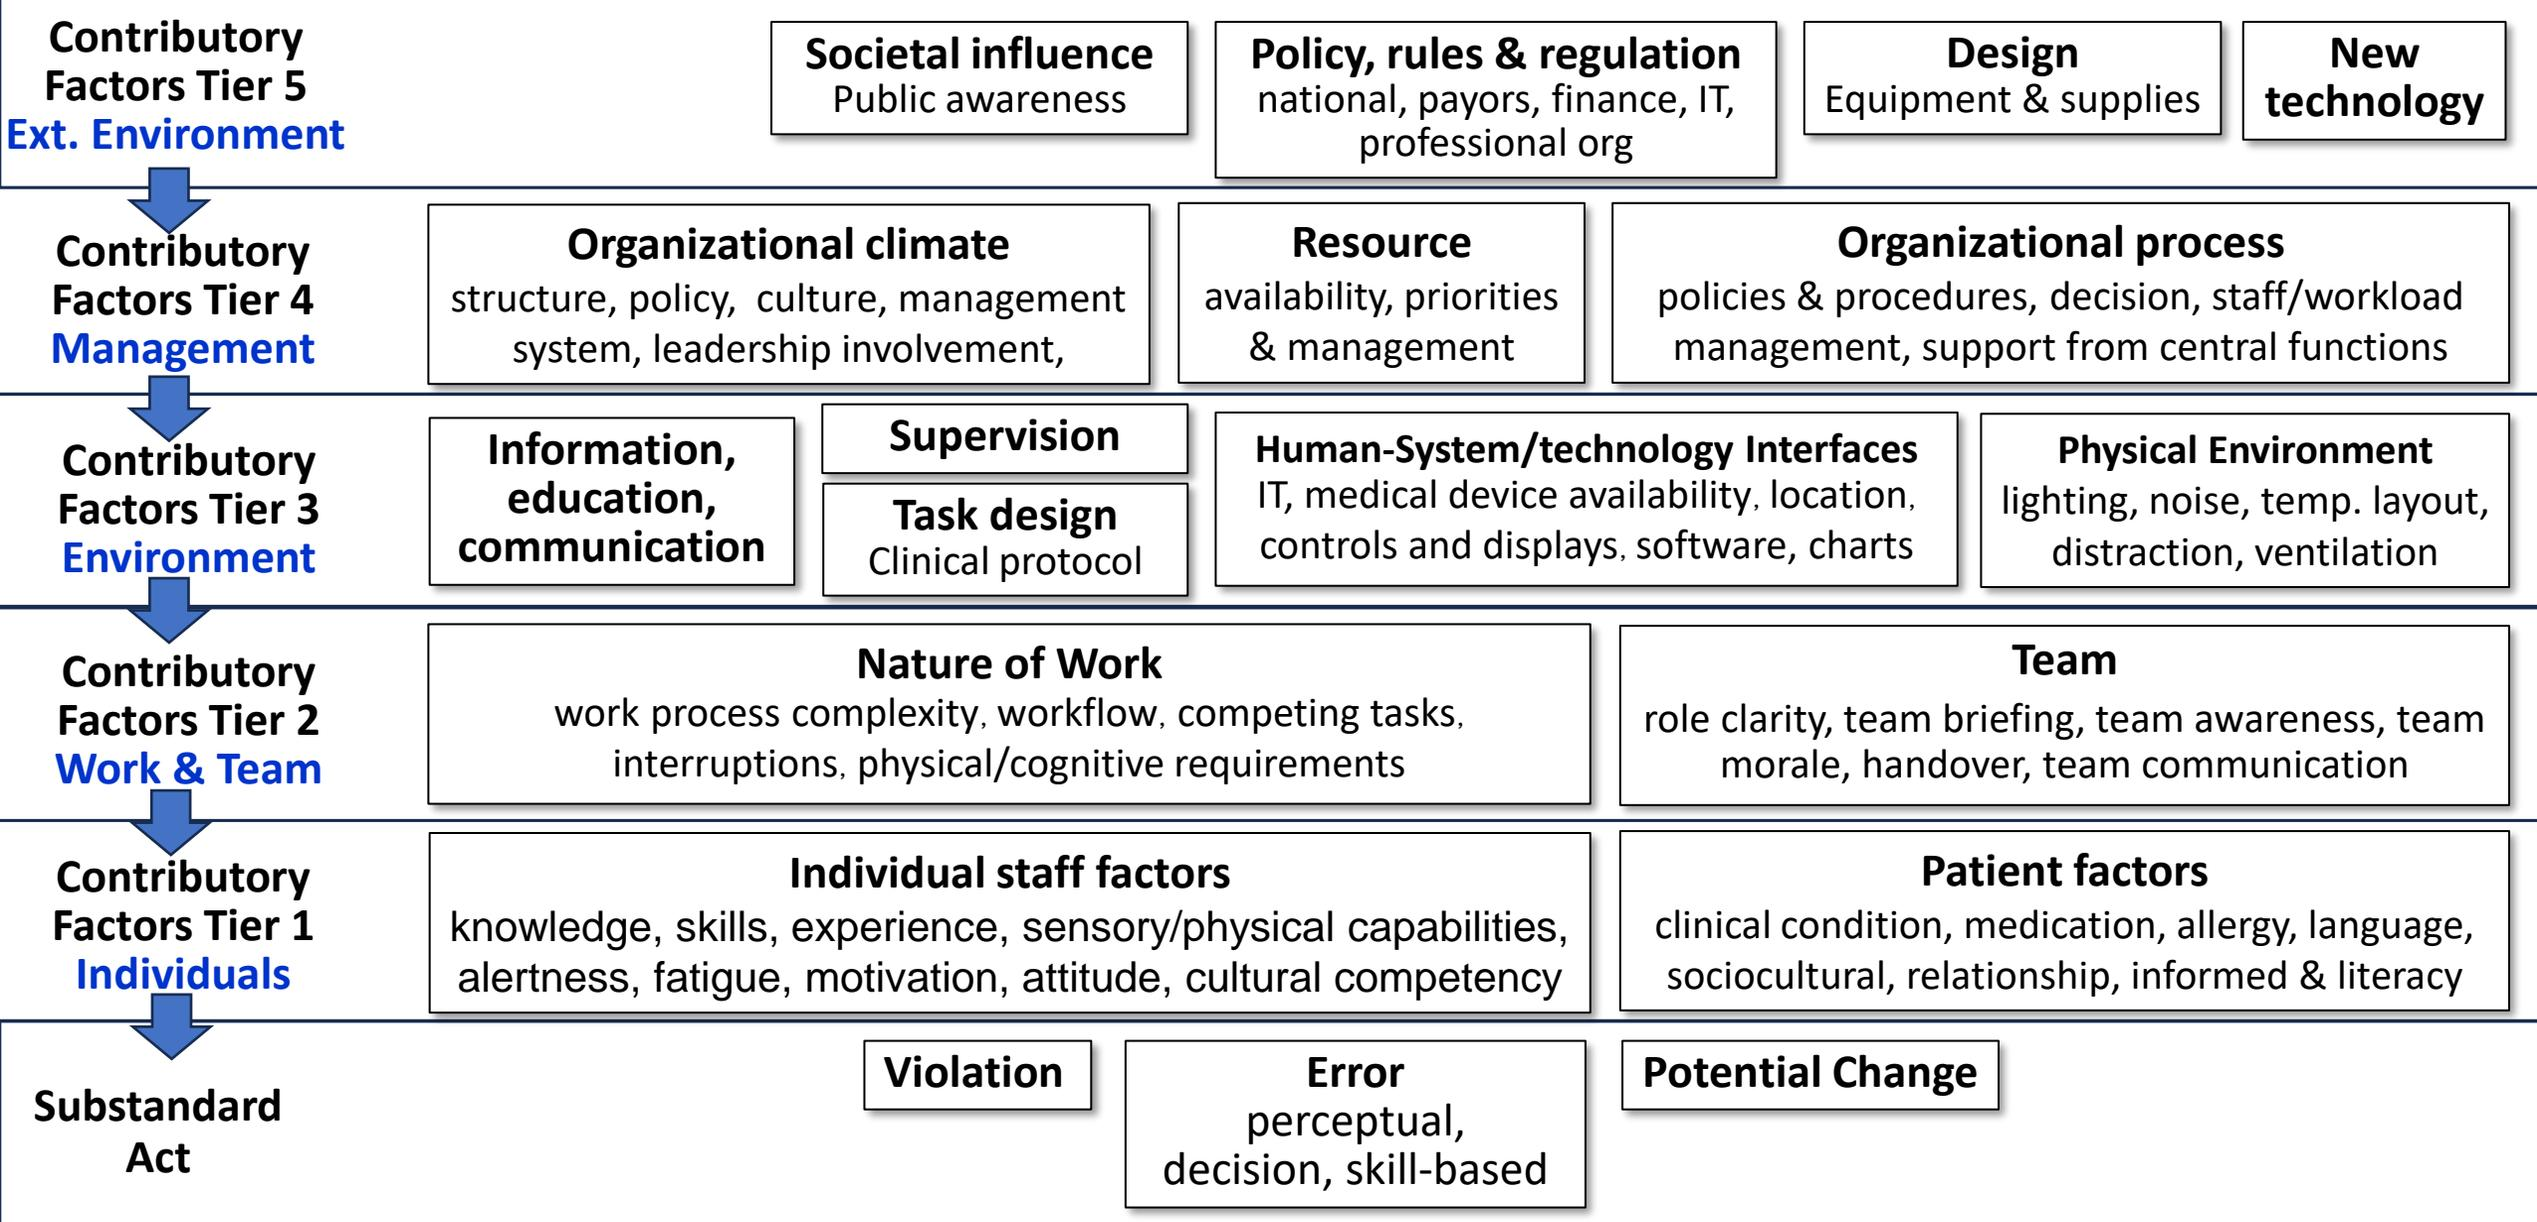 Contributory
Factors Tier 5
Ext. Environment
Societal influence
Public awareness
Policy, rules & regulation
national, payors, finance, IT,
professional org
Design
Equipment & supplies
New
technology
Contributory
Factors Tier 4
Management
Organizational climate
structure, policy,  culture, management
system, leadership involvement,
Resource
availability, priorities
& management
Organizational process
policies & procedures, decision, staff/workload
management, support from central functions
Contributory
Factors Tier 3
Environment
Information,
education,
communication
Supervision
Task design
Clinical protocol
Human-System/technology Interfaces
IT, medical device availability, location,
controls and displays, software, charts
Physical Environment
lighting, noise, temp. layout,
distraction, ventilation
Contributory
Factors Tier 2
Work & Team
Nature of Work
work process complexity, workflow, competing tasks,
interruptions, physical/cognitive requirements
Team
role clarity, team briefing, team awareness, team
morale, handover, team communication
Contributory
Factors Tier 1
Individuals
Individual staff factors
knowledge, skills, experience, sensory/physical capabilities,
alertness, fatigue, motivation, attitude, cultural competency
Patient factors
clinical condition, medication, allergy, language,
sociocultural, relationship, informed & literacy
Substandard
Act
Violation
Error
perceptual,
decision, skill-based
Potential Change